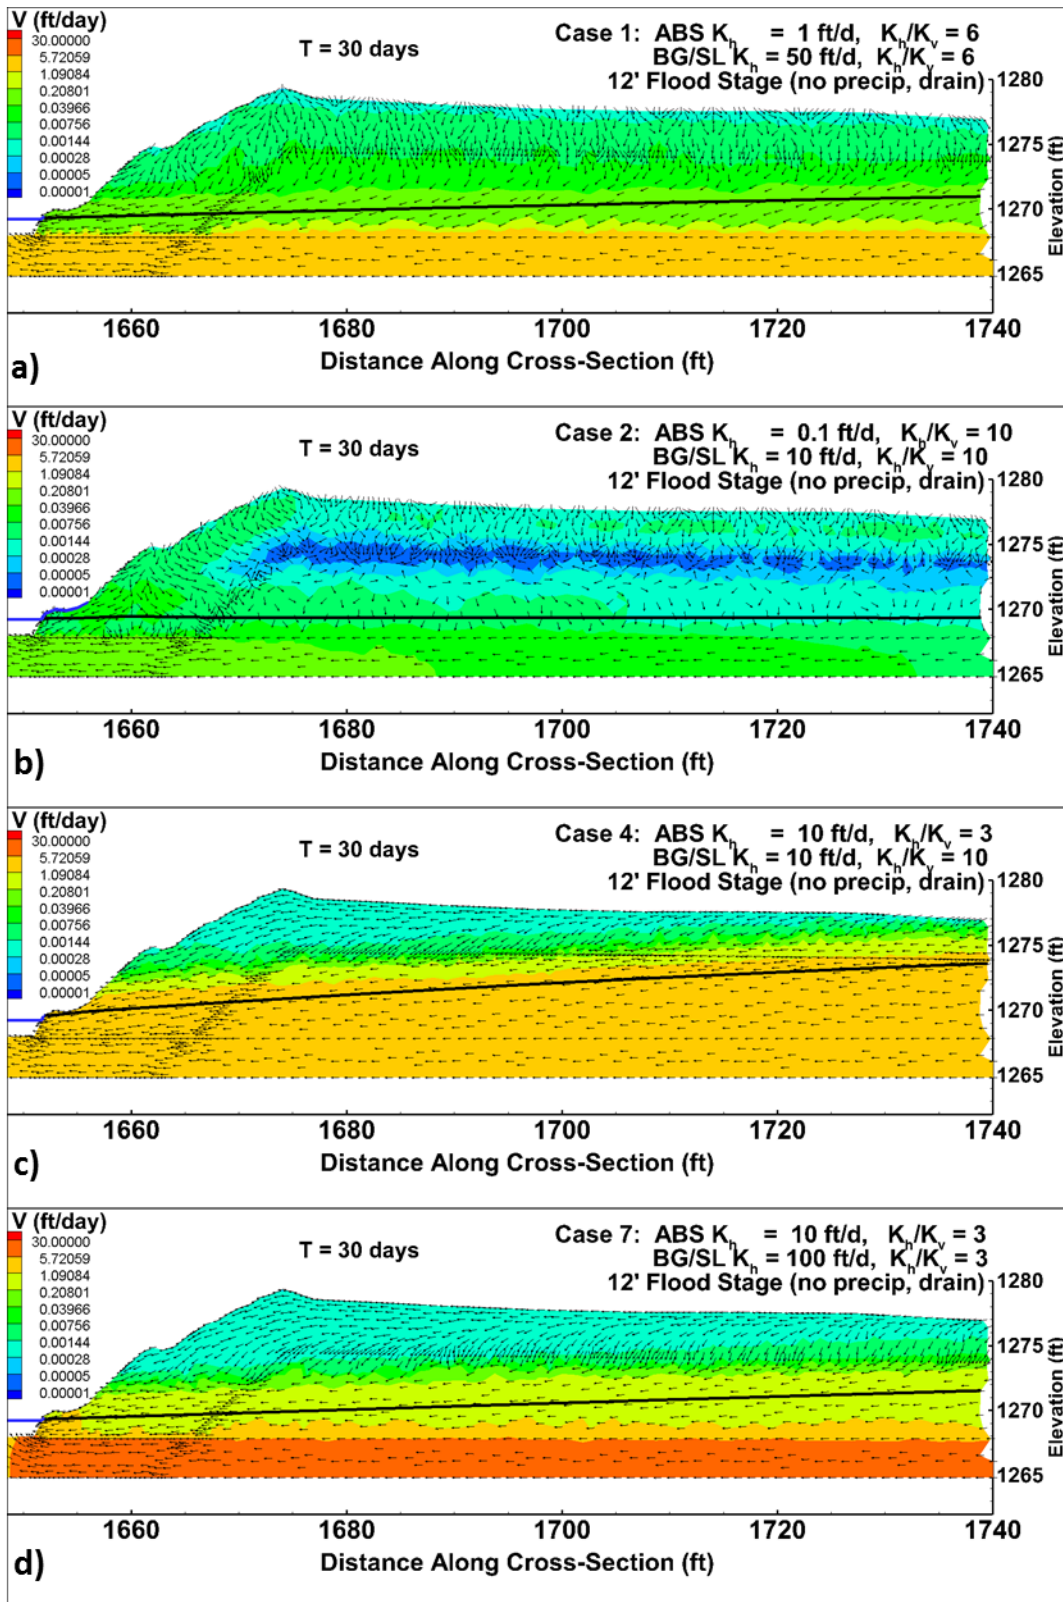 V (ft/day)
30.00000
5.72059
1.09084
0.20801
0.03966
0.00756
0.00144
0.00028
0.00005
0.00001
T = 30 days
Case 1: ABS Kh = 1 ft/d, Kh/Kv = 6
BG/SL Kh = 50 ft/d, Kh/Kv = 6
12' Flood Stage (no precip, drain)
1280
1275
1270
1265
Elevation (ft)
1660 1680 1700 1720 1740
Distance Along Cross-Section (ft)
a)
V (ft/day)
30.00000
5.72059
1.09084
0.20801
0.03966
0.00756
0.00144
0.00028
0.00005
0.00001
T = 30 days
Case 2: ABS Kh = 0.1 ft/d, Kh/Kv = 10
BG/SL Kh = 10 ft/d, Kh/Kv = 10
12' Flood Stage (no precip, drain)
1280
1275
1270
1265
Elevation (ft)
1660 1680 1700 1720 1740
Distance Along Cross-Section (ft)
b)
V (ft/day)
30.00000
5.72059
1.09084
0.20801
0.03966
0.00756
0.00144
0.00028
0.00005
0.00001
T = 30 days
Case 4: ABS Kh = 10 ft/d, Kh/Kv = 3
BG/SL Kh = 10 ft/d, Kh/Kv = 10
12' Flood Stage (no precip, drain)
1280
1275
1270
1265
Elevation (ft)
1660 1680 1700 1720 1740
Distance Along Cross-Section (ft)
c)
V (ft/day)
30.00000
5.72059
1.09084
0.20801
0.03966
0.00756
0.00144
0.00028
0.00005
0.00001
T = 30 days
Case 7: ABS Kh = 10 ft/d, Kh/Kv = 3
BG/SL Kh = 100 ft/d, Kh/Kv = 3
12' Flood Stage (no precip, drain)
1280
1275
1270
1265
Elevation (ft)
1660 1680 1700 1720 1740
Distance Along Cross-Section (ft)
d)